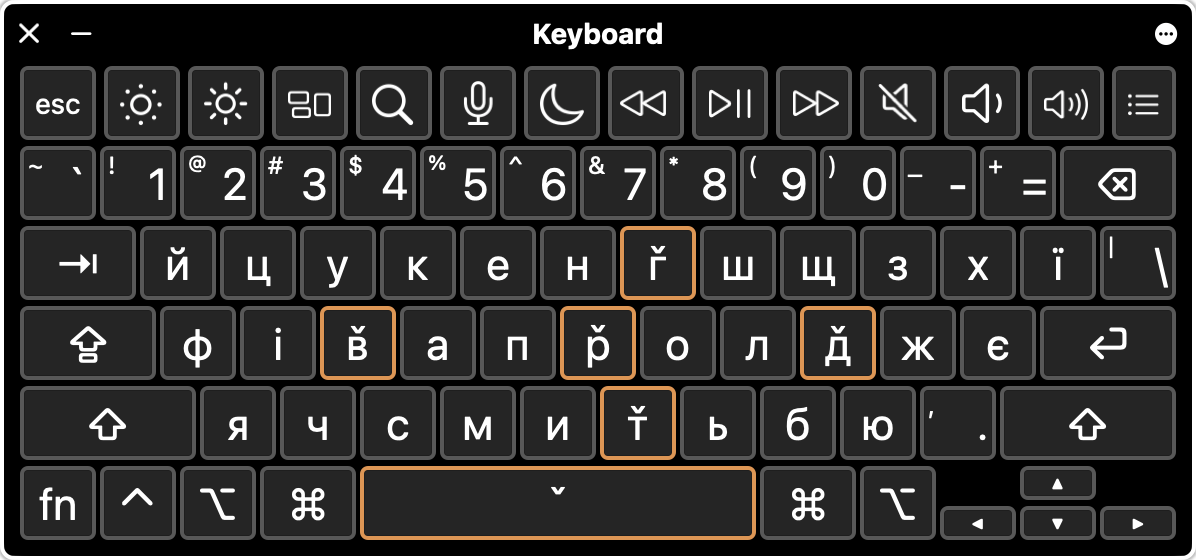 Keyboard
esc
~ ` ! 1 @ 2 # 3 $ 4 % 5 ^ 6 & 7 * 8 ( 9 ) 0 _ - + =
й ц у к е н г̌ ш щ з х ї | \
ф і в̌ а п р̌ о л д̌ ж є
я ч с м и т̌ ь б ю ʼ .
fn ^ ⌥ ⌘ ˇ ⌘ ⌥